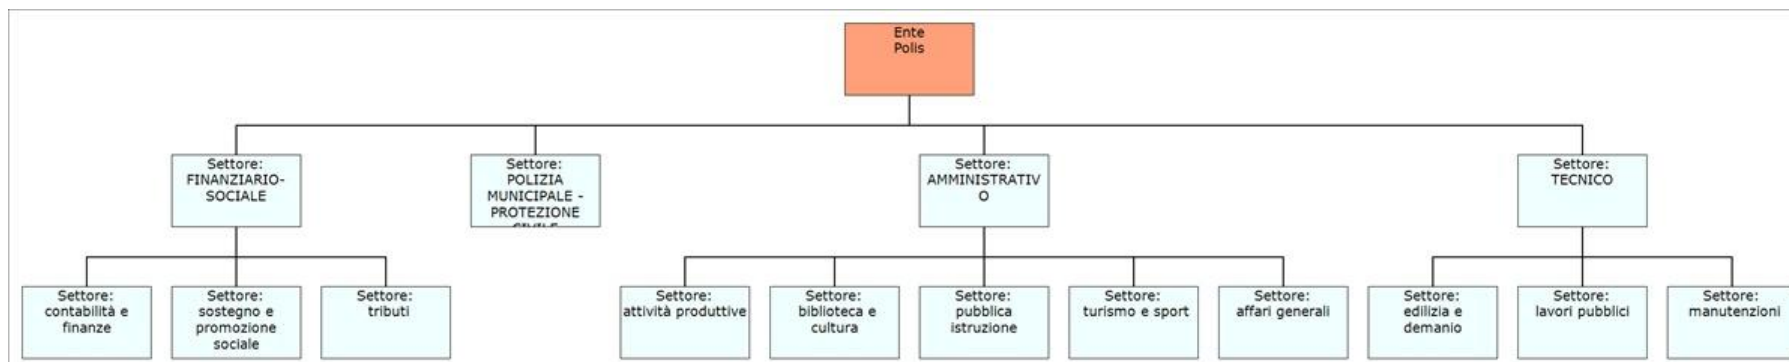 Ente
Polis
Settore:
FINANZIARIO-
SOCIALE
Settore:
POLIZIA
MUNICIPALE -
PROTEZIONE
CIVILE
Settore:
AMMINISTRATIV
O
Settore:
TECNICO
Settore:
contabilità e
finanze
Settore:
sostegno e
promozione
sociale
Settore:
tributi
Settore:
attività produttive
Settore:
biblioteca e
cultura
Settore:
pubblica
istruzione
Settore:
turismo e sport
Settore:
affari generali
Settore:
edilizia e
demanio
Settore:
lavori pubblici
Settore:
manutenzioni